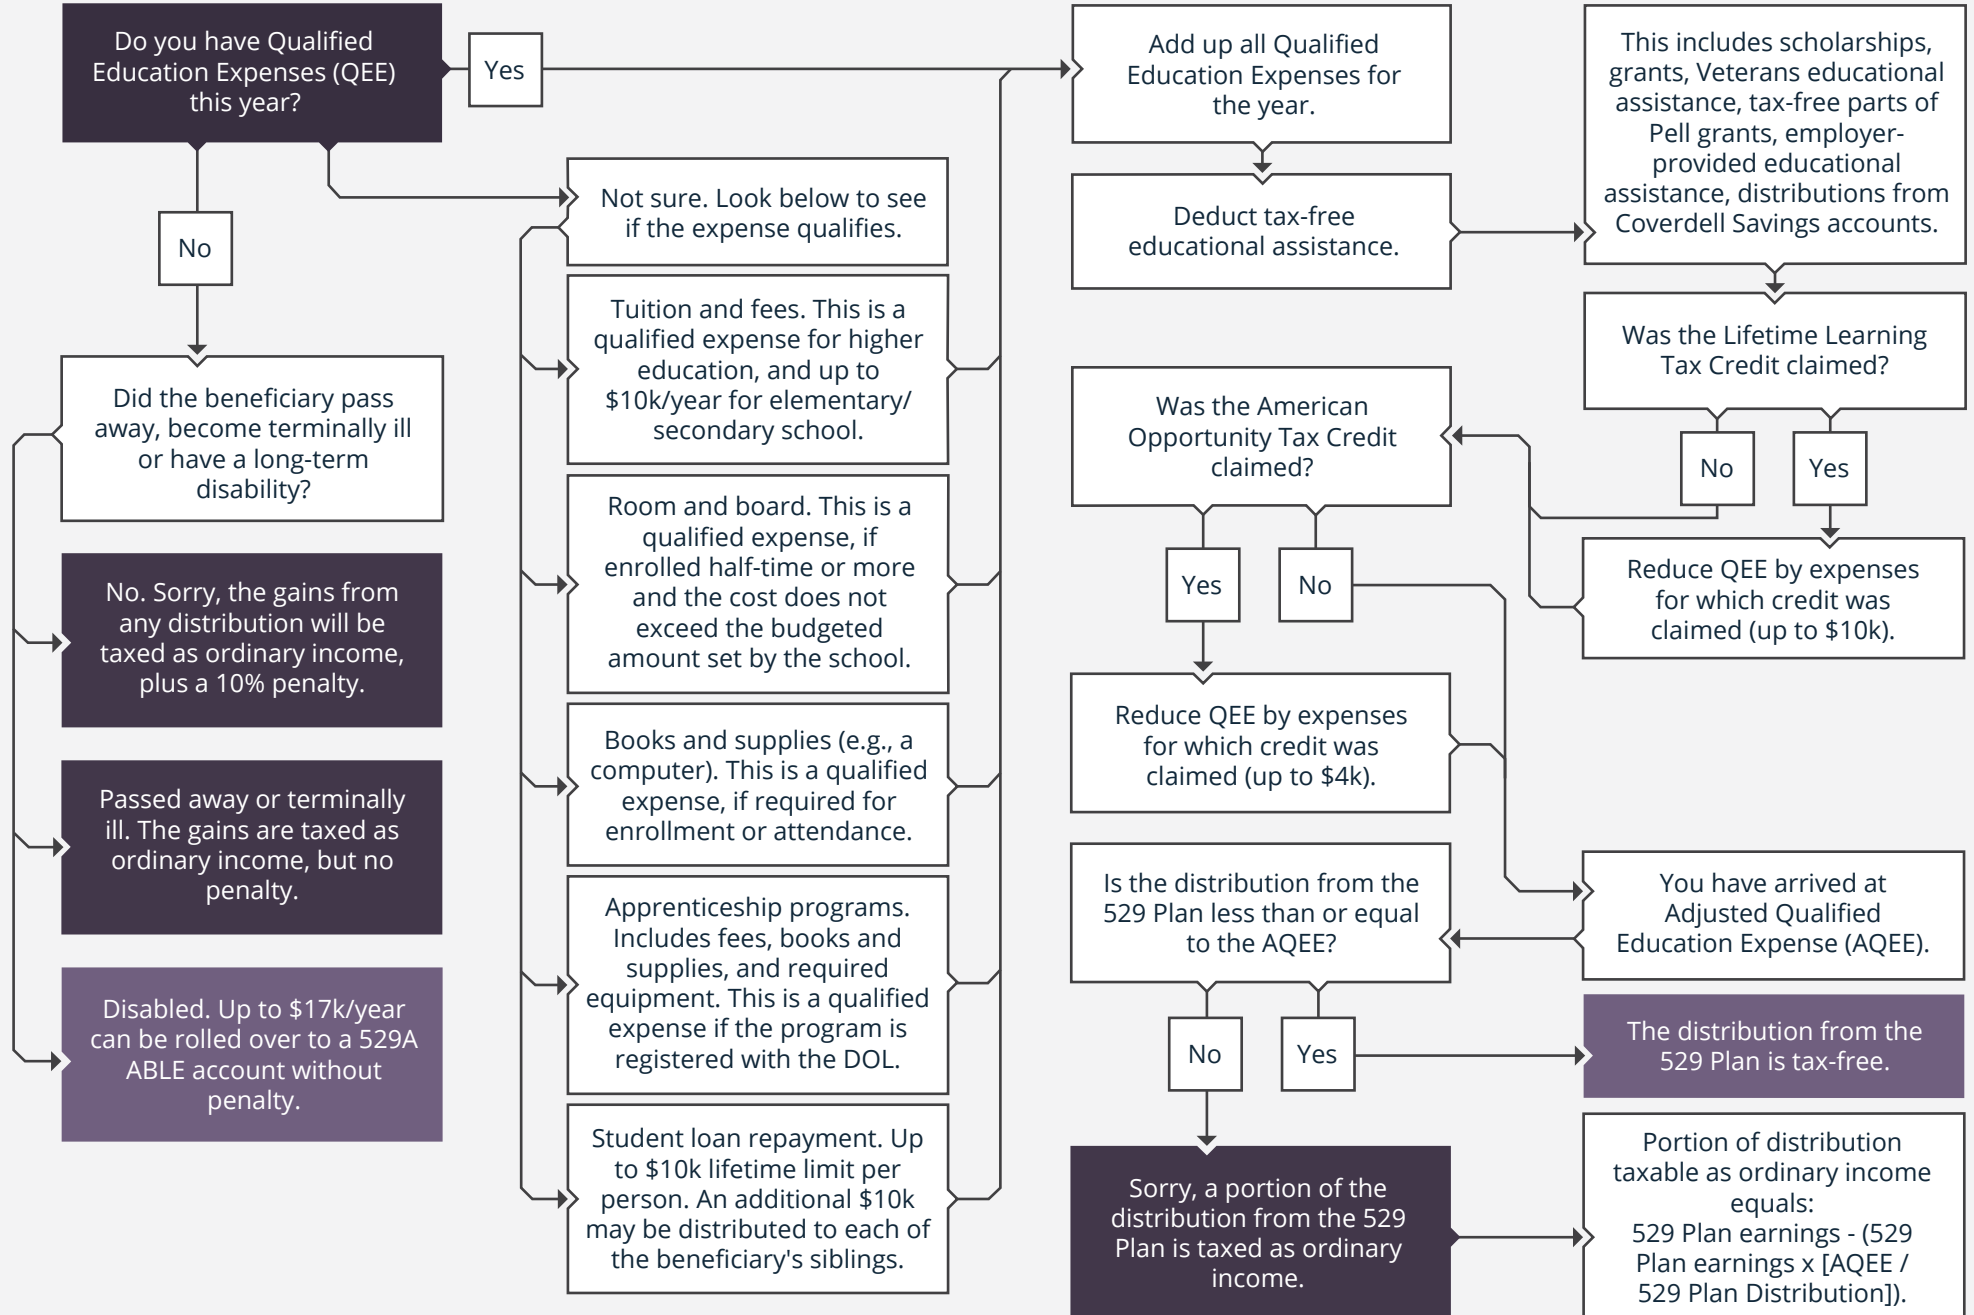 Do you have Qualified
Education Expenses (QEE)
this year?
Yes
No
Did the beneficiary pass
away, become terminally ill
or have a long-term
disability?
No. Sorry, the gains from
any distribution will be
taxed as ordinary income,
plus a 10% penalty.
Passed away or terminally
ill. The gains are taxed as
ordinary income, but no
penalty.
Disabled. Up to $17k/year
can be rolled over to a 529A
ABLE account without
penalty.
Not sure. Look below to see
if the expense qualifies.
Tuition and fees. This is a
qualified expense for higher
education, and up to
$10k/year for elementary/
secondary school.
Room and board. This is a
qualified expense, if
enrolled half-time or more
and the cost does not
exceed the budgeted
amount set by the school.
Books and supplies (e.g., a
computer). This is a qualified
expense, if required for
enrollment or attendance.
Apprenticeship programs.
Includes fees, books and
supplies, and required
equipment. This is a qualified
expense if the program is
registered with the DOL.
Student loan repayment. Up
to $10k lifetime limit per
person. An additional $10k
may be distributed to each of
the beneficiary's siblings.
Add up all Qualified
Education Expenses for
the year.
Deduct tax-free
educational assistance.
This includes scholarships,
grants, Veterans educational
assistance, tax-free parts of
Pell grants, employer-
provided educational
assistance, distributions from
Coverdell Savings accounts.
Was the Lifetime Learning
Tax Credit claimed?
No
Yes
Reduce QEE by expenses
for which credit was
claimed (up to $10k).
Was the American
Opportunity Tax Credit
claimed?
Yes
No
Reduce QEE by expenses
for which credit was
claimed (up to $4k).
You have arrived at
Adjusted Qualified
Education Expense (AQEE).
Is the distribution from the
529 Plan less than or equal
to the AQEE?
No
Yes
The distribution from the
529 Plan is tax-free.
Sorry, a portion of the
distribution from the 529
Plan is taxed as ordinary
income.
Portion of distribution
taxable as ordinary income
equals:
529 Plan earnings - (529
Plan earnings x [AQEE /
529 Plan Distribution]).